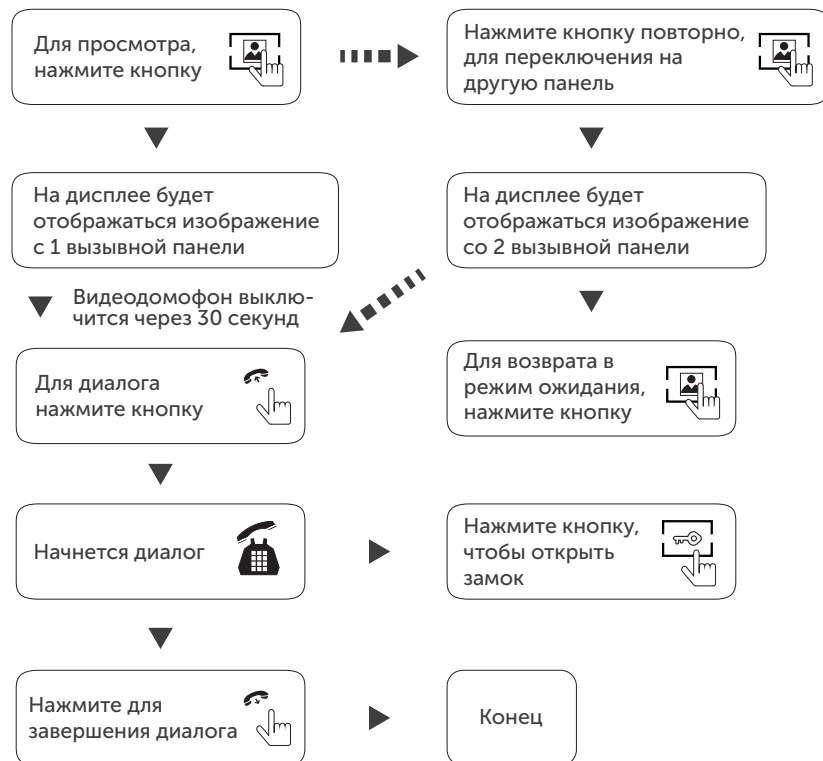 Для просмотра,
нажмите кнопку
Нажмите кнопку повторно,
для переключения на
другую панель
На дисплее будет
отображаться изображение
с 1 вызывной панели
На дисплее будет
отображаться изображение
со 2 вызывной панели
Видеодомофон выклю-
чится через 30 секунд
Для диалога
нажмите кнопку
Для возврата в
режим ожидания,
нажмите кнопку
Начнется диалог
Нажмите кнопку,
чтобы открыть
замок
Нажмите для
завершения диалога
Конец